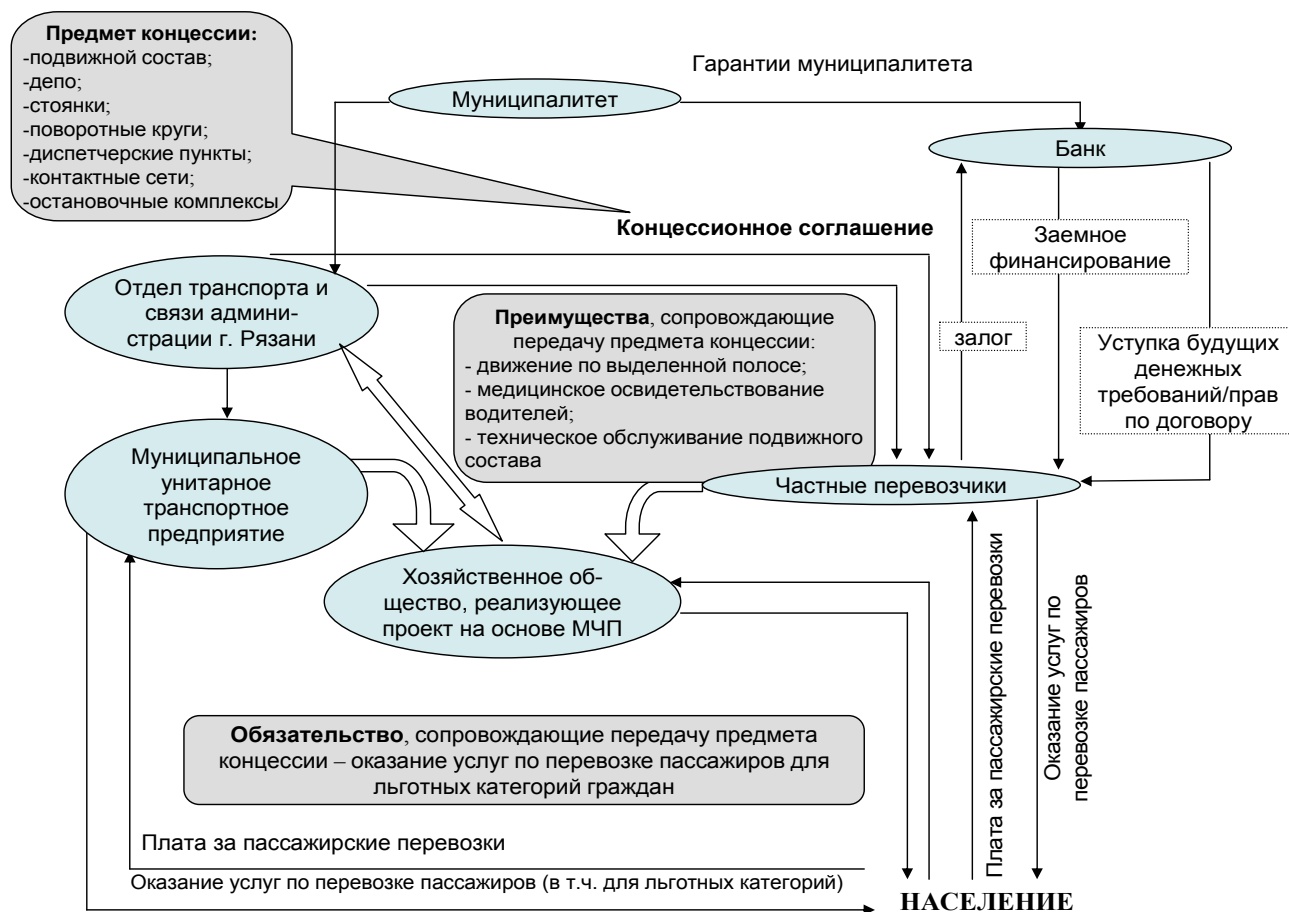 Предмет концессии:
-подвижной состав;
-депо;
-стоянки;
-поворотные круги;
-диспетчерские пункты;
-контактные сети;
-остановочные комплексы
Гарантии муниципалитета
Муниципалитет
Банк
Концессионное соглашение
Заемное
финансирование
залог
Уступка будущих
денежных
требований/прав
по договору
Отдел транспорта и
связи админи-
страции г. Рязани
Преимущества, сопровождающие
передачу предмета концессии:
- движение по выделенной полосе;
- медицинское освидетельствование
водителей;
- техническое обслуживание подвижного
состава
Муниципальное
унитарное
транспортное
предприятие
Частные перевозчики
Хозяйственное об-
щество, реализующее
проект на основе МЧП
Плата за пассажирские перевозки
Оказание услуг по
перевозке пассажиров
Обязательство, сопровождающие передачу предмета
концессии – оказание услуг по перевозке пассажиров для
льготных категорий граждан
Плата за пассажирские перевозки
Оказание услуг по перевозке пассажиров (в т.ч. для льготных категорий)
НАСЕЛЕНИЕ